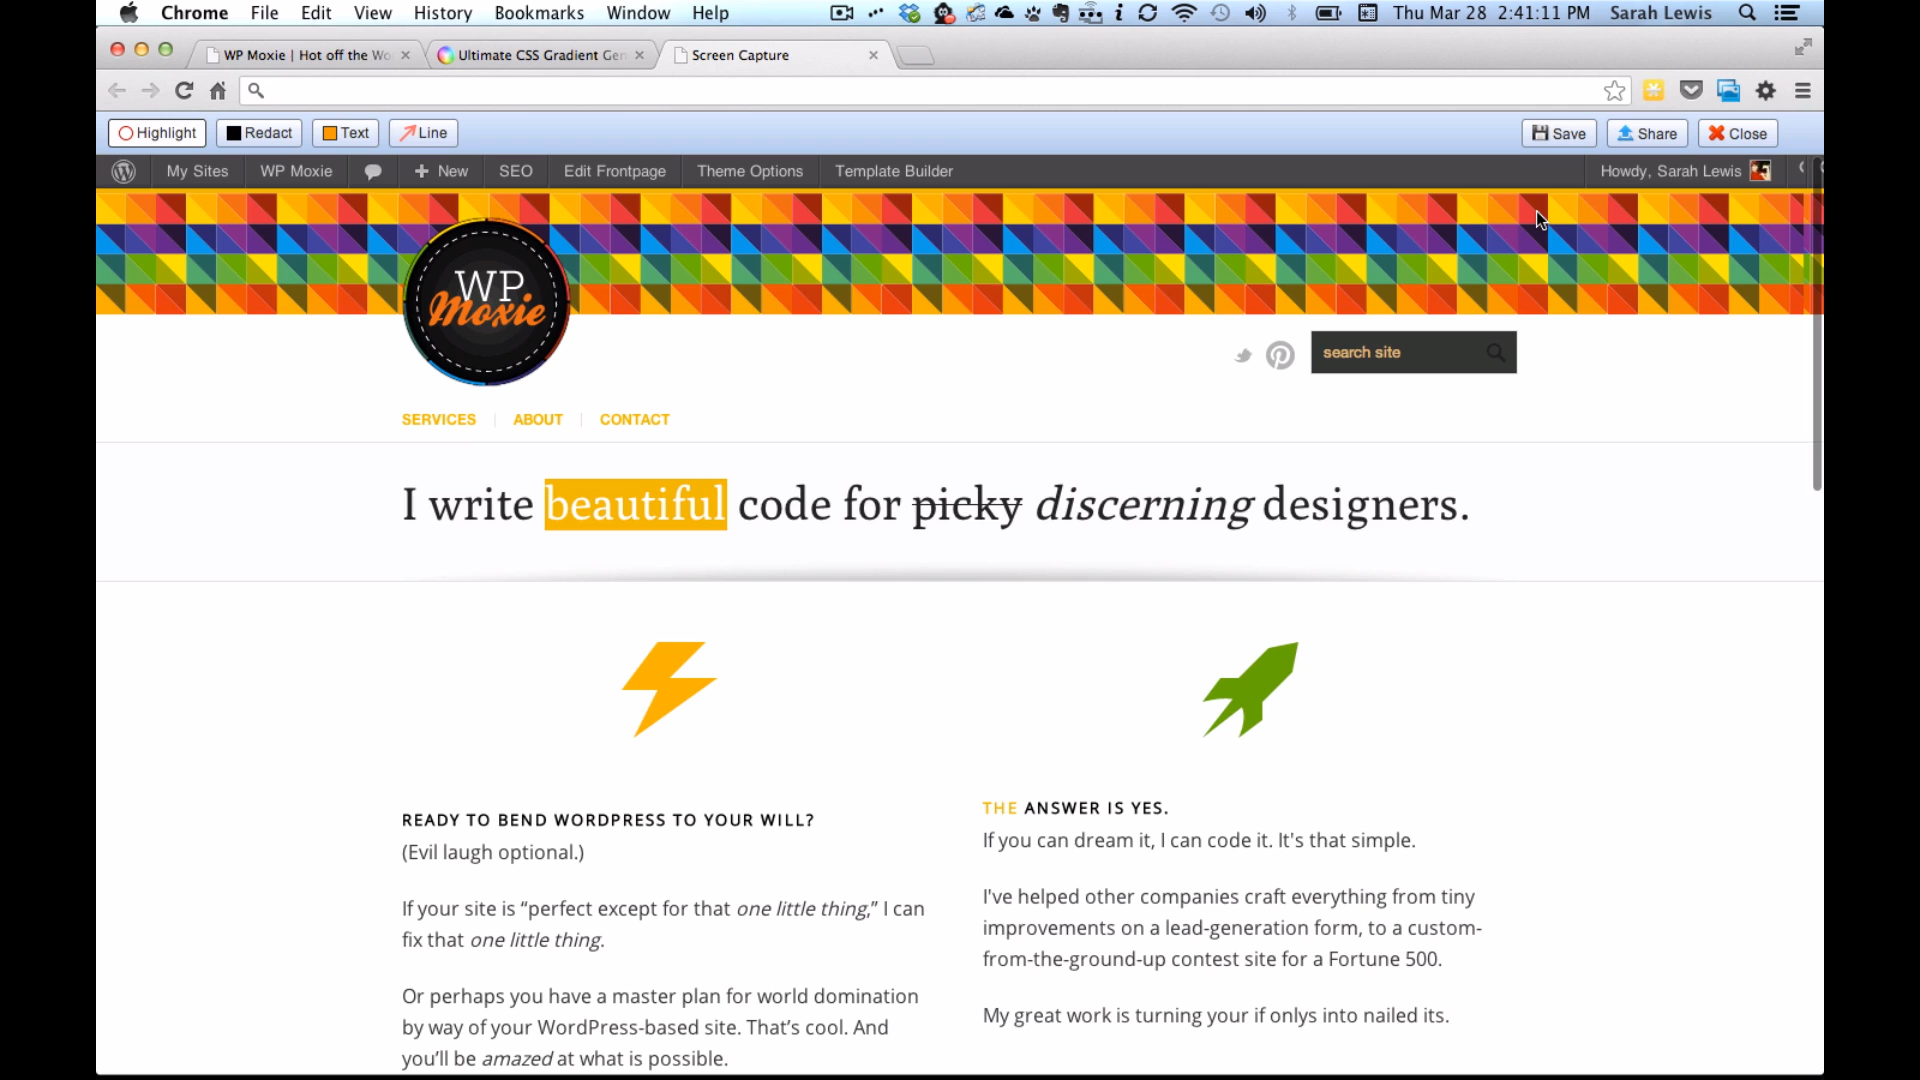 Chrome File Edit View History Bookmarks Window Help Thu Mar 28 2:41:11 PM Sarah Lewis
WP Moxie | Hot off the Wo Ultimate CSS Gradient Gen Screen Capture
Highlight Redact Text Line Save Share Close
My Sites WP Moxie New SEO Edit Frontpage Theme Options Template Builder Howdy, Sarah Lewis
WP
Moxie
search site
SERVICES ABOUT CONTACT
I write beautiful code for picky discerning designers.
READY TO BEND WORDPRESS TO YOUR WILL?
(Evil laugh optional.)
If your site is “perfect except for that one little thing,” I can
fix that one little thing.
Or perhaps you have a master plan for world domination
by way of your WordPress-based site. That’s cool. And
you’ll be amazed at what is possible.
THE ANSWER IS YES.
If you can dream it, I can code it. It's that simple.
I've helped other companies craft everything from tiny
improvements on a lead-generation form, to a custom-
from-the-ground-up contest site for a Fortune 500.
My great work is turning your if onlys into nailed its.